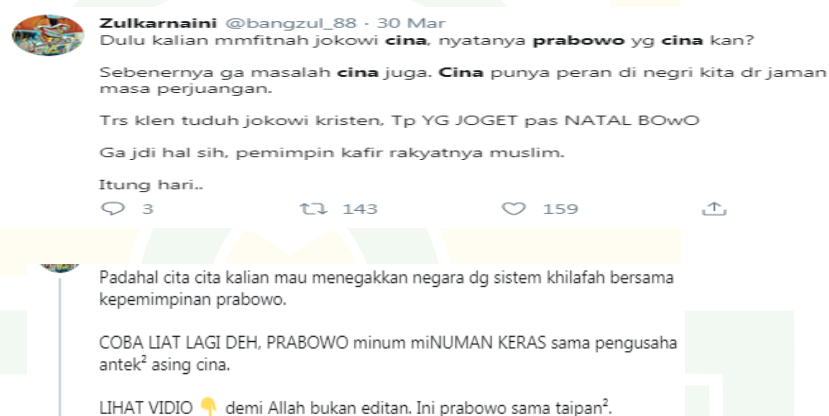 Zulkarnaini @bangzul_88 · 30 Mar
Dulu kalian mmfitnah jokowi cina, nyatanya prabowo yg cina kan?
Sebenernya ga masalah cina juga. Cina punya peran di negri kita dr jaman
masa perjuangan.
Trs klen tuduh jokowi kristen, Tp YG JOGET pas NATAL BOwO
Ga jdi hal sih, pemimpin kafir rakyatnya muslim.
Itung hari..
3 143 159
Padahal cita cita kalian mau menegakkan negara dg sistem khilafah bersama
kepemimpinan prabowo.
COBA LIAT LAGI DEH, PRABOWO minum miNUMAN KERAS sama pengusaha
antek² asing cina.
LIHAT VIDIO 👇 demi Allah bukan editan. Ini prabowo sama taipan².